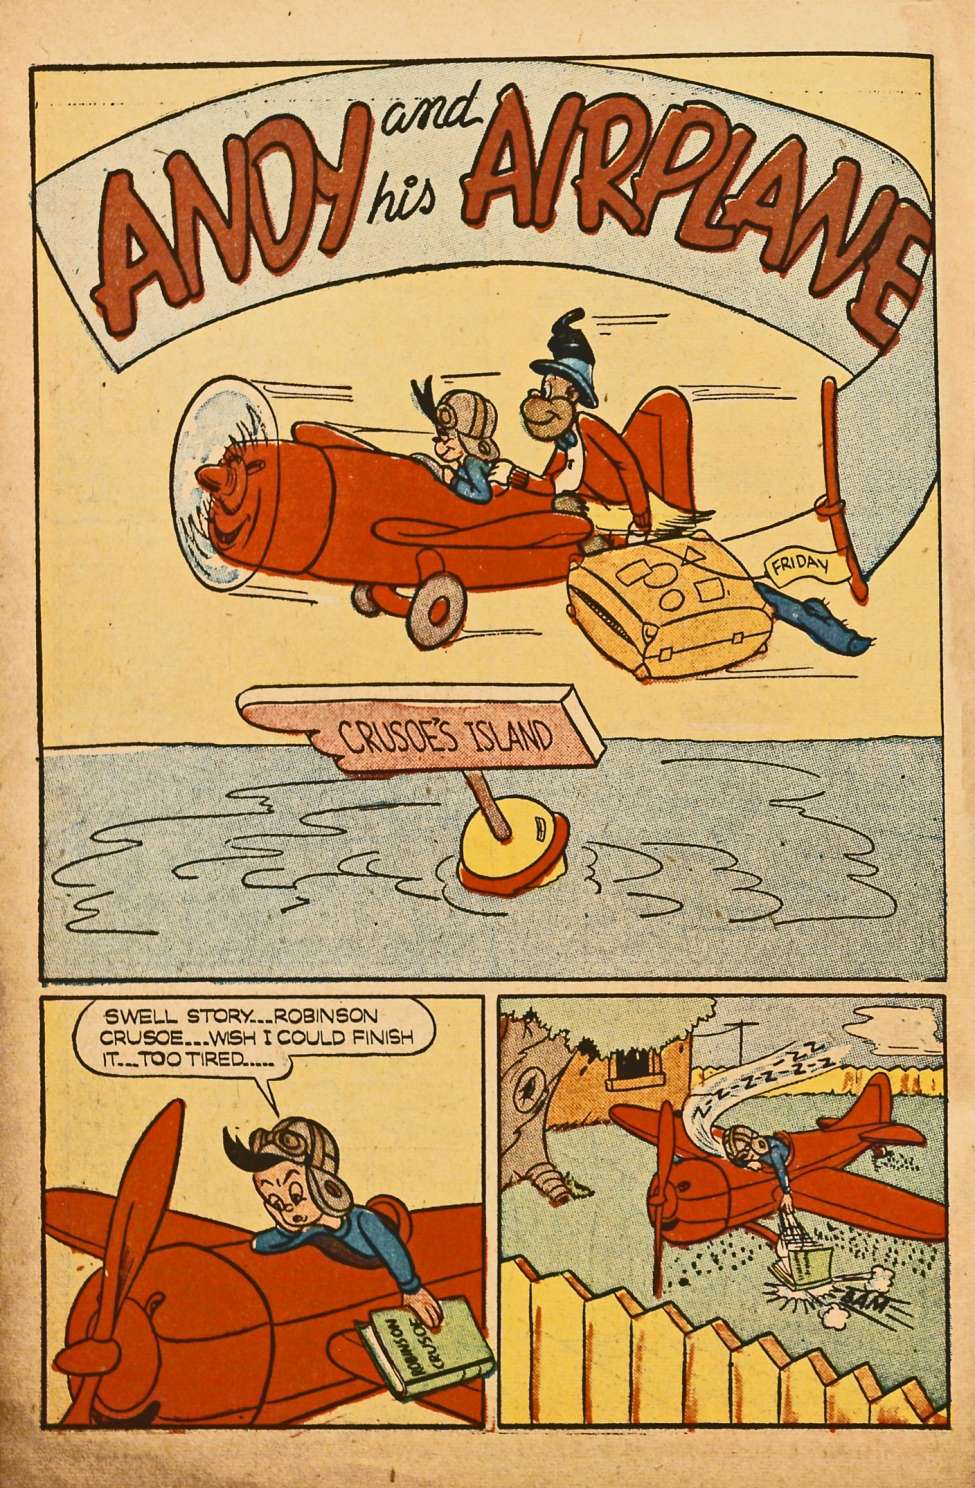 ANDY and his AIRPLANE
FRIDAY
CRUSOE'S ISLAND
SWELL STORY...ROBINSON
CRUSOE...WISH I COULD FINISH
IT...TOO TIRED.....
ROBINSON
CRUSOE
Z-Z-Z-Z-Z-Z-Z
BAM